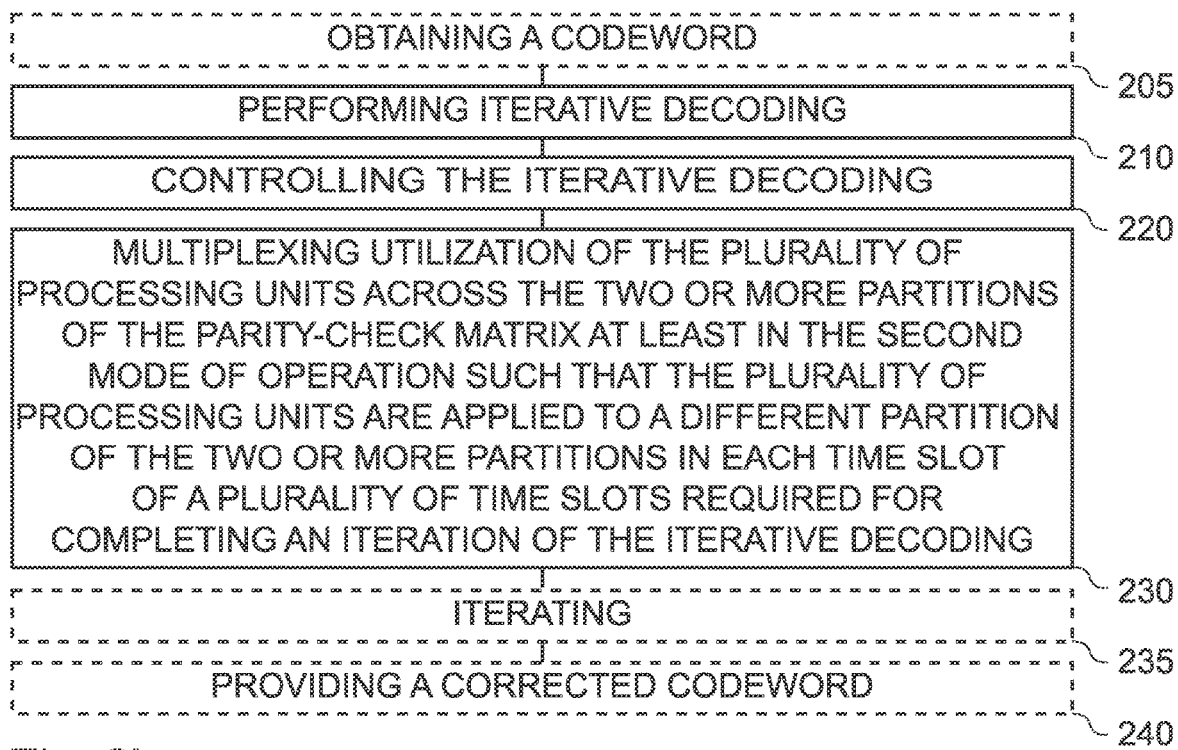 OBTAINING A CODEWORD
205
PERFORMING ITERATIVE DECODING
210
CONTROLLING THE ITERATIVE DECODING
220
MULTIPLEXING UTILIZATION OF THE PLURALITY OF
PROCESSING UNITS ACROSS THE TWO OR MORE PARTITIONS
OF THE PARITY-CHECK MATRIX AT LEAST IN THE SECOND
MODE OF OPERATION SUCH THAT THE PLURALITY OF
PROCESSING UNITS ARE APPLIED TO A DIFFERENT PARTITION
OF THE TWO OR MORE PARTITIONS IN EACH TIME SLOT
OF A PLURALITY OF TIME SLOTS REQUIRED FOR
COMPLETING AN ITERATION OF THE ITERATIVE DECODING
230
ITERATING
235
PROVIDING A CORRECTED CODEWORD
240